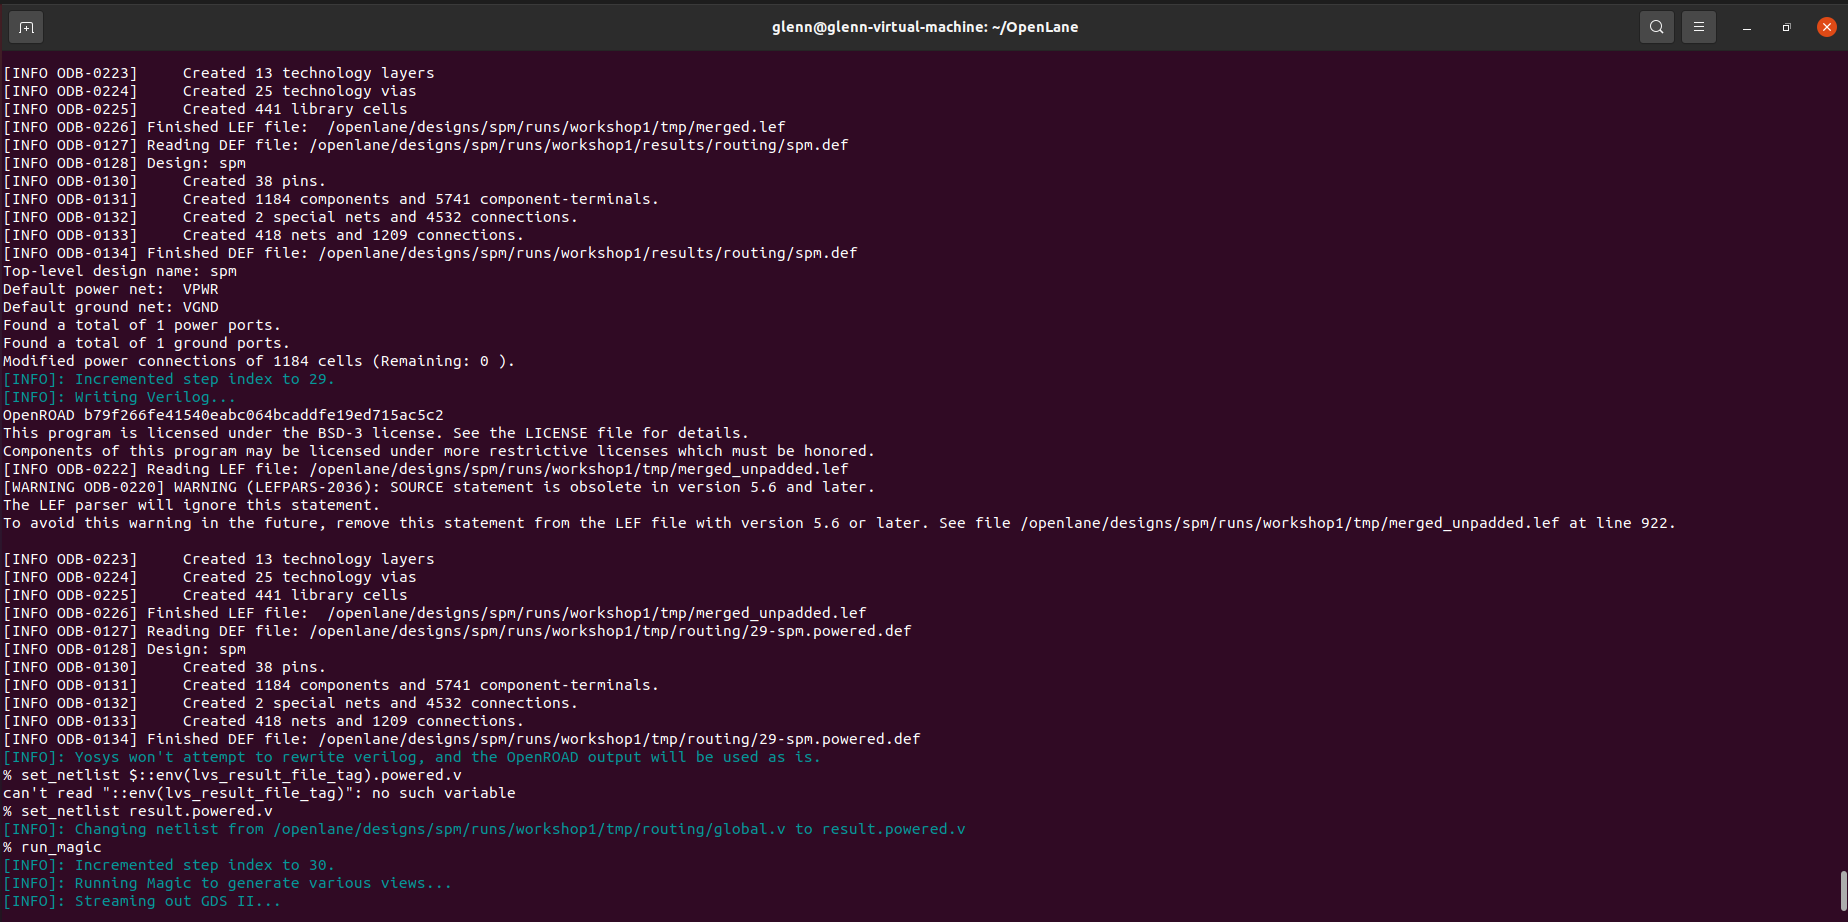 glenn@glenn-virtual-machine: ~/OpenLane
[INFO ODB-0223]     Created 13 technology layers
[INFO ODB-0224]     Created 25 technology vias
[INFO ODB-0225]     Created 441 library cells
[INFO ODB-0226] Finished LEF file:  /openlane/designs/spm/runs/workshop1/tmp/merged.lef
[INFO ODB-0127] Reading DEF file: /openlane/designs/spm/runs/workshop1/results/routing/spm.def
[INFO ODB-0128] Design: spm
[INFO ODB-0130]     Created 38 pins.
[INFO ODB-0131]     Created 1184 components and 5741 component-terminals.
[INFO ODB-0132]     Created 2 special nets and 4532 connections.
[INFO ODB-0133]     Created 418 nets and 1209 connections.
[INFO ODB-0134] Finished DEF file: /openlane/designs/spm/runs/workshop1/results/routing/spm.def
Top-level design name: spm
Default power net:  VPWR
Default ground net: VGND
Found a total of 1 power ports.
Found a total of 1 ground ports.
Modified power connections of 1184 cells (Remaining: 0 ).
[INFO]: Incremented step index to 29.
[INFO]: Writing Verilog...
OpenROAD b79f266fe41540eabc064bcaddfe19ed715ac5c2
This program is licensed under the BSD-3 license. See the LICENSE file for details.
Components of this program may be licensed under more restrictive licenses which must be honored.
[INFO ODB-0222] Reading LEF file: /openlane/designs/spm/runs/workshop1/tmp/merged_unpadded.lef
[WARNING ODB-0220] WARNING (LEFPARS-2036): SOURCE statement is obsolete in version 5.6 and later.
The LEF parser will ignore this statement.
To avoid this warning in the future, remove this statement from the LEF file with version 5.6 or later. See file /openlane/designs/spm/runs/workshop1/tmp/merged_unpadded.lef at line 922.
[INFO ODB-0223]     Created 13 technology layers
[INFO ODB-0224]     Created 25 technology vias
[INFO ODB-0225]     Created 441 library cells
[INFO ODB-0226] Finished LEF file:  /openlane/designs/spm/runs/workshop1/tmp/merged_unpadded.lef
[INFO ODB-0127] Reading DEF file: /openlane/designs/spm/runs/workshop1/tmp/routing/29-spm.powered.def
[INFO ODB-0128] Design: spm
[INFO ODB-0130]     Created 38 pins.
[INFO ODB-0131]     Created 1184 components and 5741 component-terminals.
[INFO ODB-0132]     Created 2 special nets and 4532 connections.
[INFO ODB-0133]     Created 418 nets and 1209 connections.
[INFO ODB-0134] Finished DEF file: /openlane/designs/spm/runs/workshop1/tmp/routing/29-spm.powered.def
[INFO]: Yosys won't attempt to rewrite verilog, and the OpenROAD output will be used as is.
% set_netlist $::env(lvs_result_file_tag).powered.v
can't read "::env(lvs_result_file_tag)": no such variable
% set_netlist result.powered.v
[INFO]: Changing netlist from /openlane/designs/spm/runs/workshop1/tmp/routing/global.v to result.powered.v
% run_magic
[INFO]: Incremented step index to 30.
[INFO]: Running Magic to generate various views...
[INFO]: Streaming out GDS II...